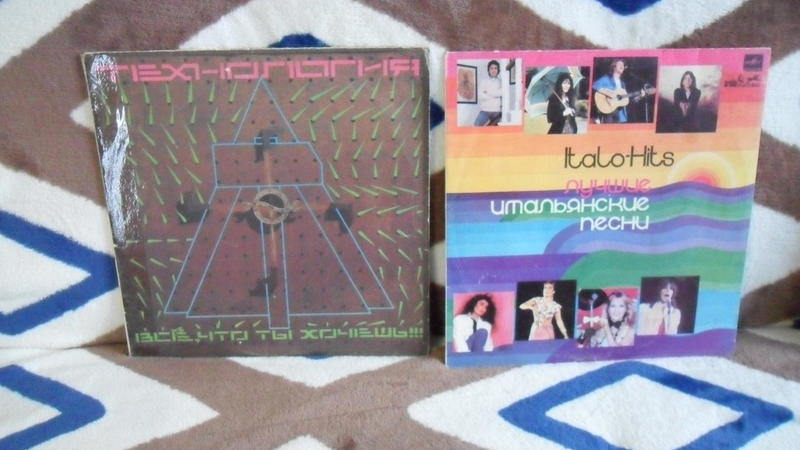 ТЕХНОЛОГИЯ
ВСЁ, ЧТО ТЫ ХОЧЕШЬ!!!
Italo-Hits
ЛУЧШИЕ
ИТАЛЬЯНСКИЕ
ПЕСНИ